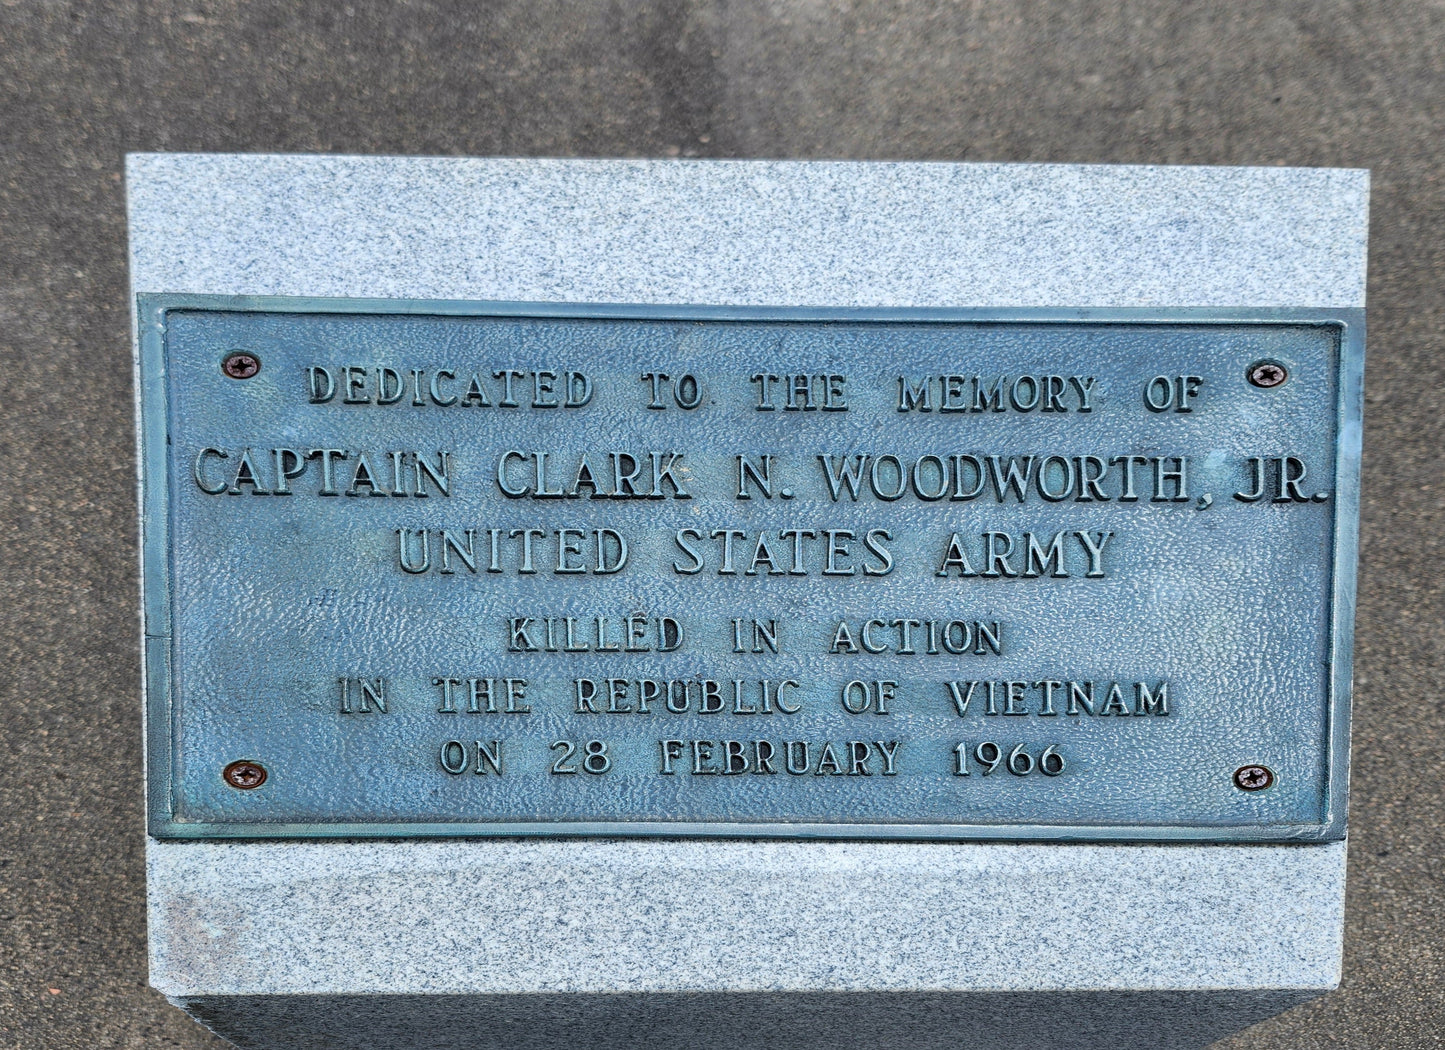 DEDICATED TO THE MEMORY OF
CAPTAIN CLARK N. WOODWORTH, JR.
UNITED STATES ARMY
KILLED IN ACTION
IN THE REPUBLIC OF VIETNAM
ON 28 FEBRUARY 1966